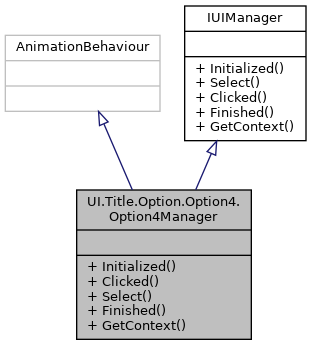 IUIManager
+ Initialized()
+ Select()
+ Clicked()
+ Finished()
+ GetContext()
AnimationBehaviour
UI.Title.Option.Option4.
Option4Manager
+ Initialized()
+ Clicked()
+ Select()
+ Finished()
+ GetContext()